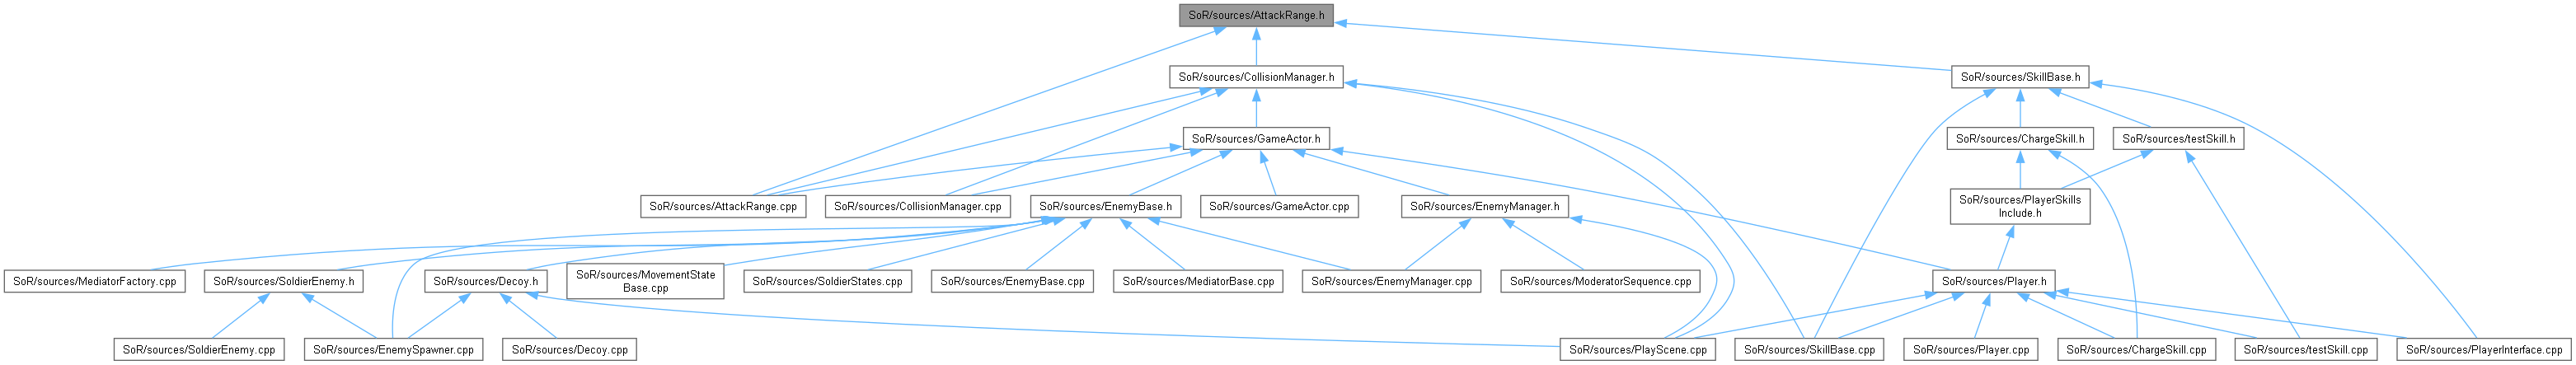 SoR/sources/AttackRange.h
SoR/sources/CollisionManager.h
SoR/sources/SkillBase.h
SoR/sources/GameActor.h
SoR/sources/ChargeSkill.h
SoR/sources/testSkill.h
SoR/sources/AttackRange.cpp
SoR/sources/CollisionManager.cpp
SoR/sources/EnemyBase.h
SoR/sources/GameActor.cpp
SoR/sources/EnemyManager.h
SoR/sources/PlayerSkills
Include.h
SoR/sources/MediatorFactory.cpp
SoR/sources/SoldierEnemy.h
SoR/sources/Decoy.h
SoR/sources/MovementState
Base.cpp
SoR/sources/SoldierStates.cpp
SoR/sources/EnemyBase.cpp
SoR/sources/MediatorBase.cpp
SoR/sources/EnemyManager.cpp
SoR/sources/ModeratorSequence.cpp
SoR/sources/Player.h
SoR/sources/SoldierEnemy.cpp
SoR/sources/EnemySpawner.cpp
SoR/sources/Decoy.cpp
SoR/sources/PlayScene.cpp
SoR/sources/SkillBase.cpp
SoR/sources/Player.cpp
SoR/sources/ChargeSkill.cpp
SoR/sources/testSkill.cpp
SoR/sources/PlayerInterface.cpp